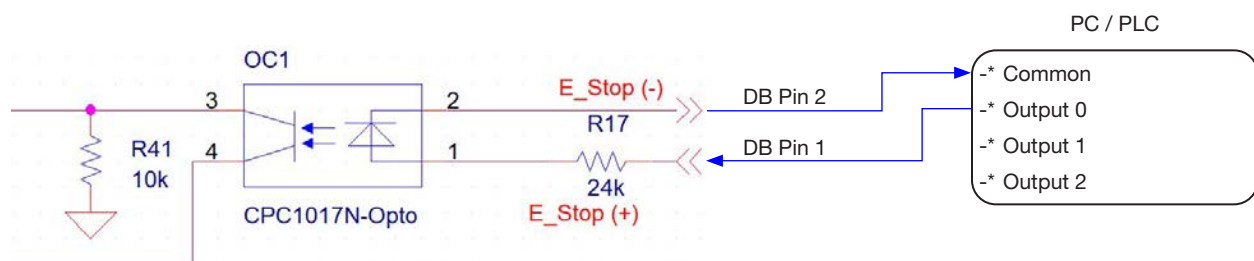 PC / PLC
OC1
E_Stop (-)
-* Common
3
2
DB Pin 2
-* Output 0
R17
R41
10k
4
1
DB Pin 1
-* Output 1
24k
-* Output 2
CPC1017N-Opto
E_Stop (+)